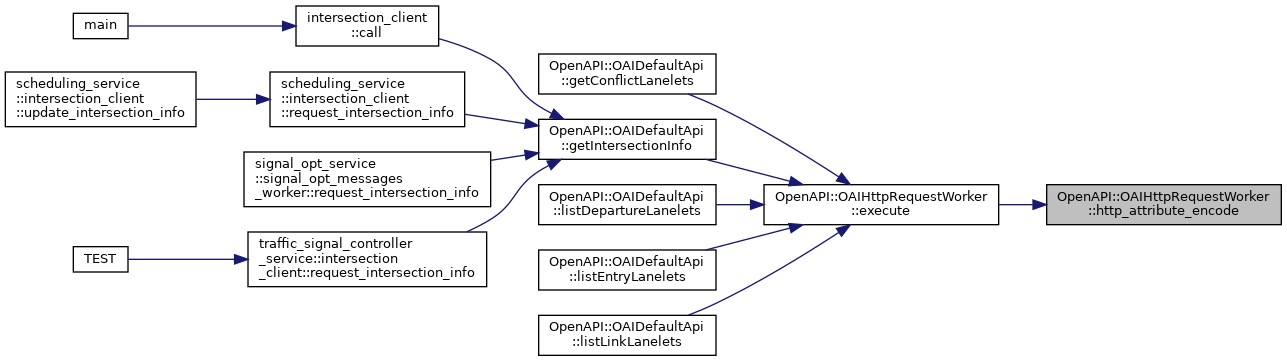 main
intersection_client
::call
scheduling_service
::intersection_client
::update_intersection_info
scheduling_service
::intersection_client
::request_intersection_info
signal_opt_service
::signal_opt_messages
_worker::request_intersection_info
TEST
traffic_signal_controller
_service::intersection
_client::request_intersection_info
OpenAPI::OAIDefaultApi
::getConflictLanelets
OpenAPI::OAIDefaultApi
::getIntersectionInfo
OpenAPI::OAIDefaultApi
::listDepartureLanelets
OpenAPI::OAIDefaultApi
::listEntryLanelets
OpenAPI::OAIDefaultApi
::listLinkLanelets
OpenAPI::OAIHttpRequestWorker
::execute
OpenAPI::OAIHttpRequestWorker
::http_attribute_encode